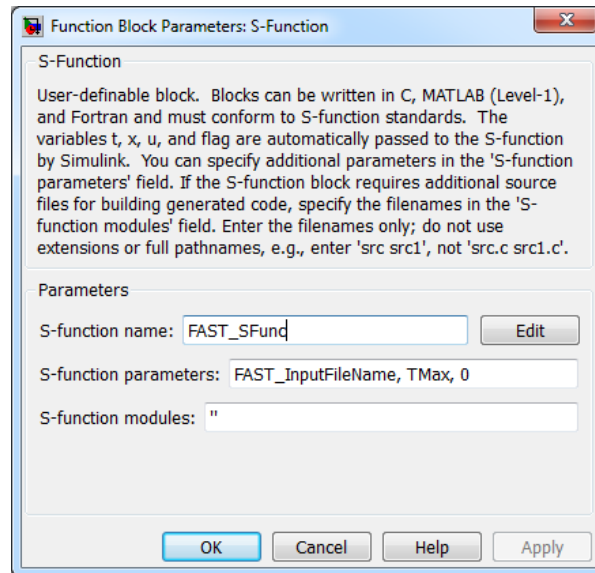 Function Block Parameters: S-Function
S-Function
User-definable block.  Blocks can be written in C, MATLAB (Level-1),
and Fortran and must conform to S-function standards.  The
variables t, x, u, and flag are automatically passed to the S-function
by Simulink.  You can specify additional parameters in the 'S-function
parameters' field. If the S-function block requires additional source
files for building generated code, specify the filenames in the 'S-
function modules' field. Enter the filenames only; do not use
extensions or full pathnames, e.g., enter 'src src1', not 'src.c src1.c'.
Parameters
S-function name: FAST_SFunc Edit
S-function parameters: FAST_InputFileName, TMax, 0
S-function modules: ''
OK Cancel Help Apply